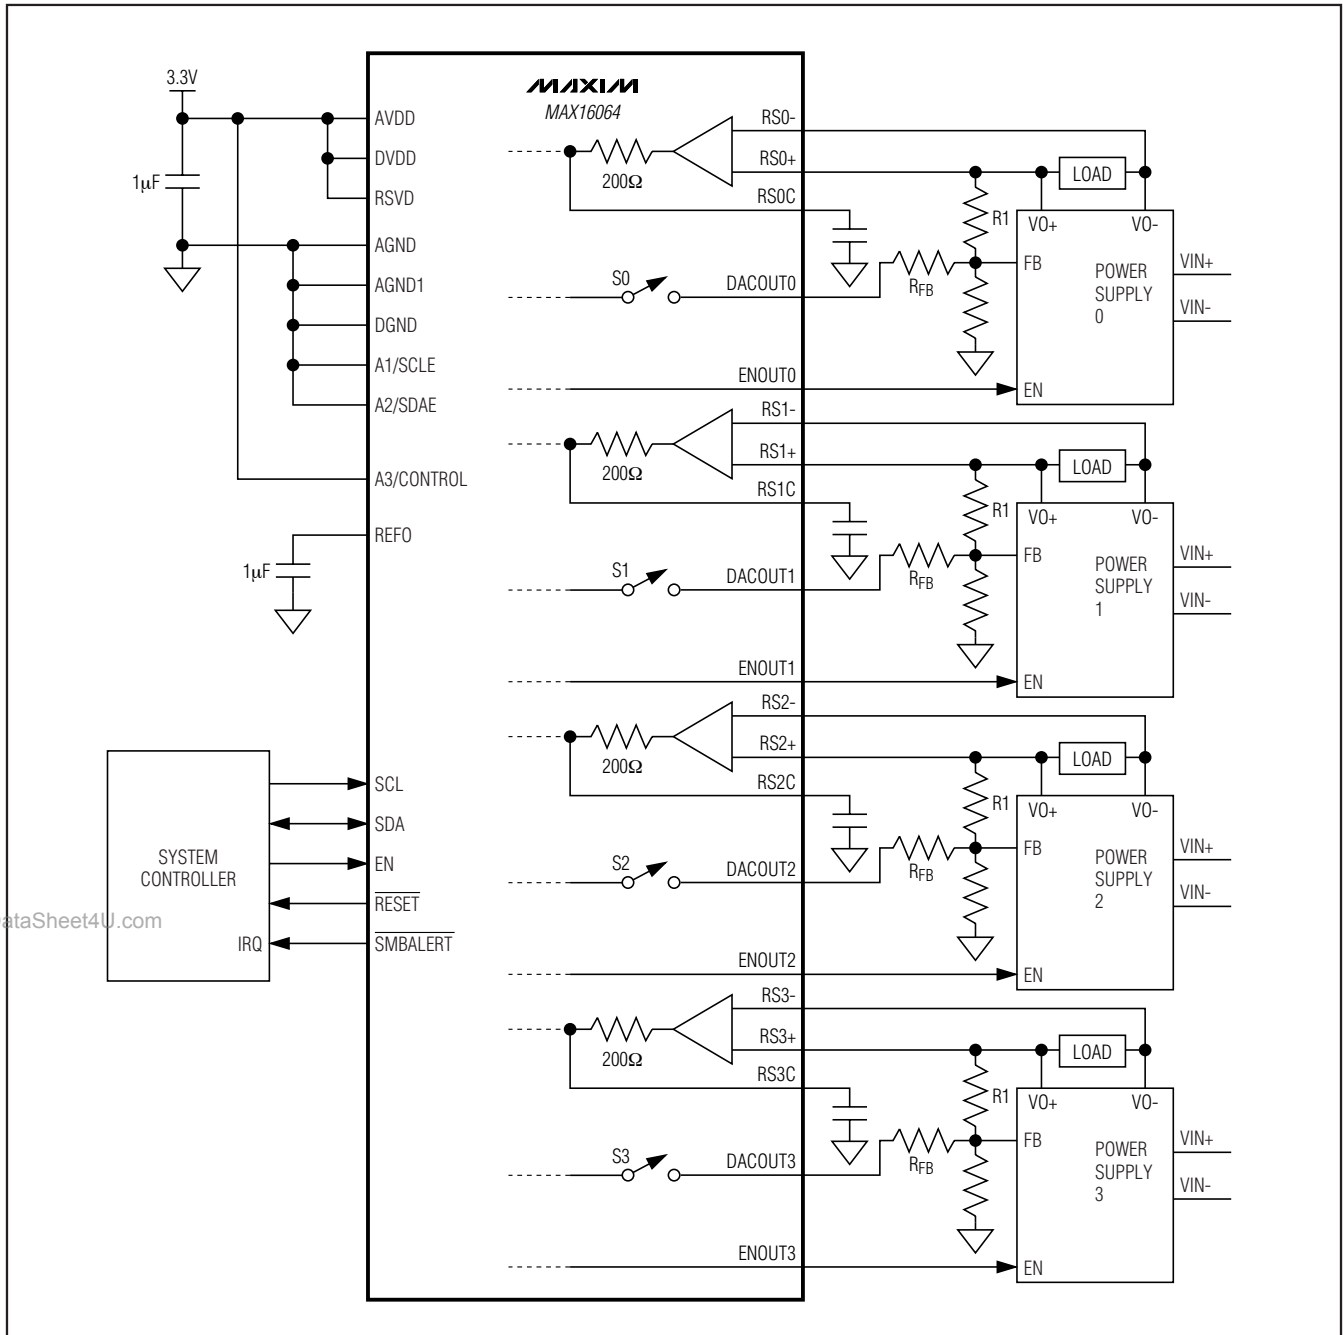 3.3V
1µF
AVDD
DVDD
RSVD
AGND
AGND1
DGND
A1/SCLE
A2/SDAE
A3/CONTROL
REFO
1µF
SYSTEM
CONTROLLER
IRQ
SCL
SDA
EN
RESET
SMBALERT
DataSheet4U.com
MAXIM
MAX16064
200Ω
RS0-
RS0+
RS0C
S0
DACOUT0
ENOUT0
RFB
R1
LOAD
VO+
VO-
FB
POWER
SUPPLY
0
EN
VIN+
VIN-
200Ω
RS1-
RS1+
RS1C
S1
DACOUT1
ENOUT1
RFB
R1
LOAD
VO+
VO-
FB
POWER
SUPPLY
1
EN
VIN+
VIN-
200Ω
RS2-
RS2+
RS2C
S2
DACOUT2
ENOUT2
RFB
R1
LOAD
VO+
VO-
FB
POWER
SUPPLY
2
EN
VIN+
VIN-
200Ω
RS3-
RS3+
RS3C
S3
DACOUT3
ENOUT3
RFB
R1
LOAD
VO+
VO-
FB
POWER
SUPPLY
3
EN
VIN+
VIN-